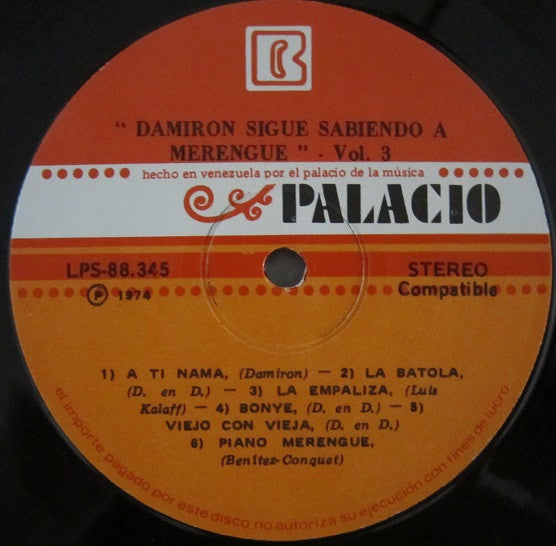 " DAMIRON SIGUE SABIENDO A
MERENGUE " - Vol. 3
hecho en venezuela por el palacio de la música
PALACIO
LPS-88.345
STEREO
Ⓟ 1974
Compatible
1) A TI NAMA, (Damiron) — 2) LA BATOLA,
(D. en D.) — 3) LA EMPALIZA, (Luis
Kalaff) — 4) BONYE, (D. en D.) — 5)
VIEJO CON VIEJA, (D. en D.)
6) PIANO MERENGUE,
(Benítez-Conquet)
el importe pagado por este disco no autoriza su ejecución con fines de lucro